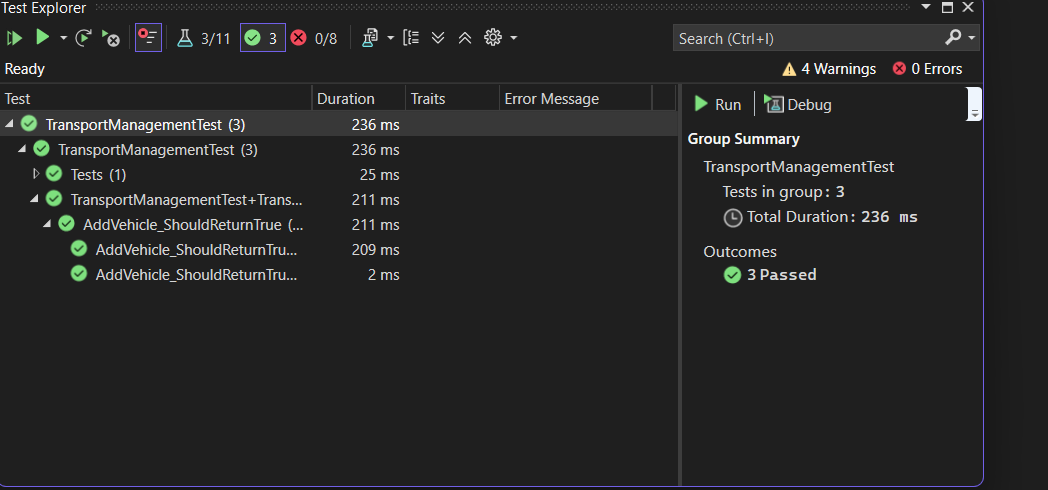 Test Explorer
3/11 3 0/8 Search (Ctrl+I)
Ready 4 Warnings 0 Errors
Test Duration Traits Error Message
TransportManagementTest (3) 236 ms
TransportManagementTest (3) 236 ms
Tests (1) 25 ms
TransportManagementTest+Trans... 211 ms
AddVehicle_ShouldReturnTrue (... 211 ms
AddVehicle_ShouldReturnTru... 209 ms
AddVehicle_ShouldReturnTru... 2 ms
Run Debug
Group Summary
TransportManagementTest
Tests in group: 3
Total Duration: 236 ms
Outcomes
3 Passed